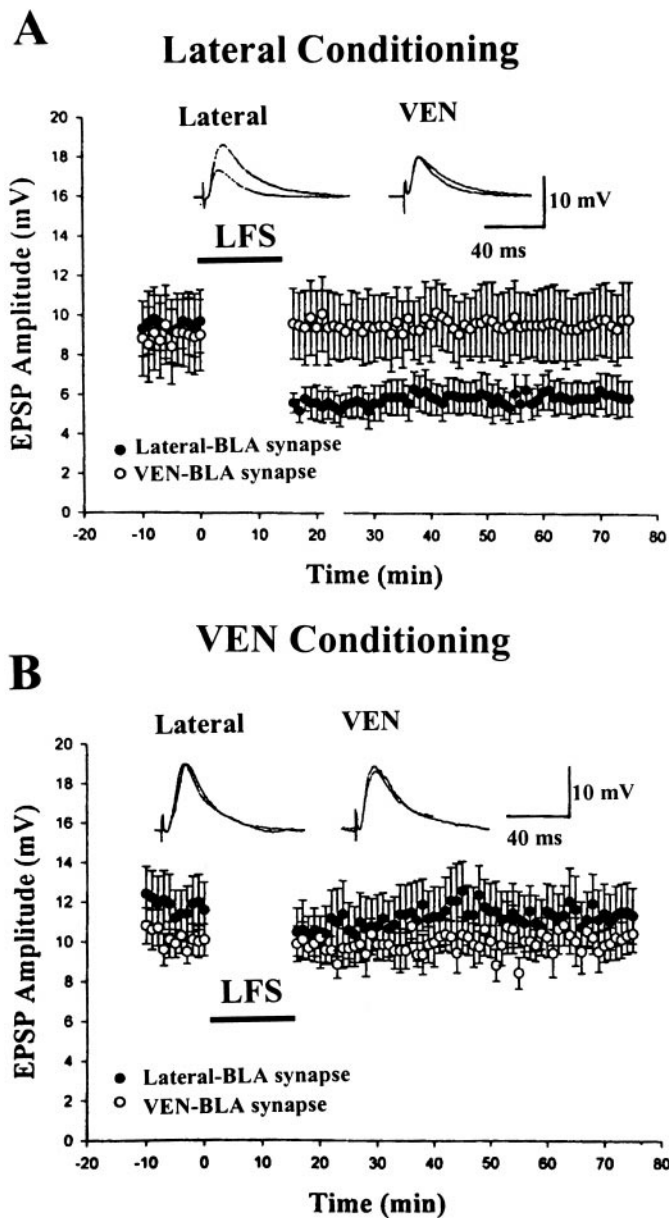 A
Lateral Conditioning
20
18
16
14
12
10
8
6
4
2
0
EPSP Amplitude (mV)
Lateral
VEN
10 mV
40 ms
LFS
● Lateral-BLA synapse
○ VEN-BLA synapse
-20 -10 0 10 20 30 40 50 60 70 80
Time (min)
VEN Conditioning
B
20
18
16
14
12
10
8
6
4
2
0
EPSP Amplitude (mV)
Lateral
VEN
10 mV
40 ms
LFS
● Lateral-BLA synapse
○ VEN-BLA synapse
-20 -10 0 10 20 30 40 50 60 70 80
Time (min)